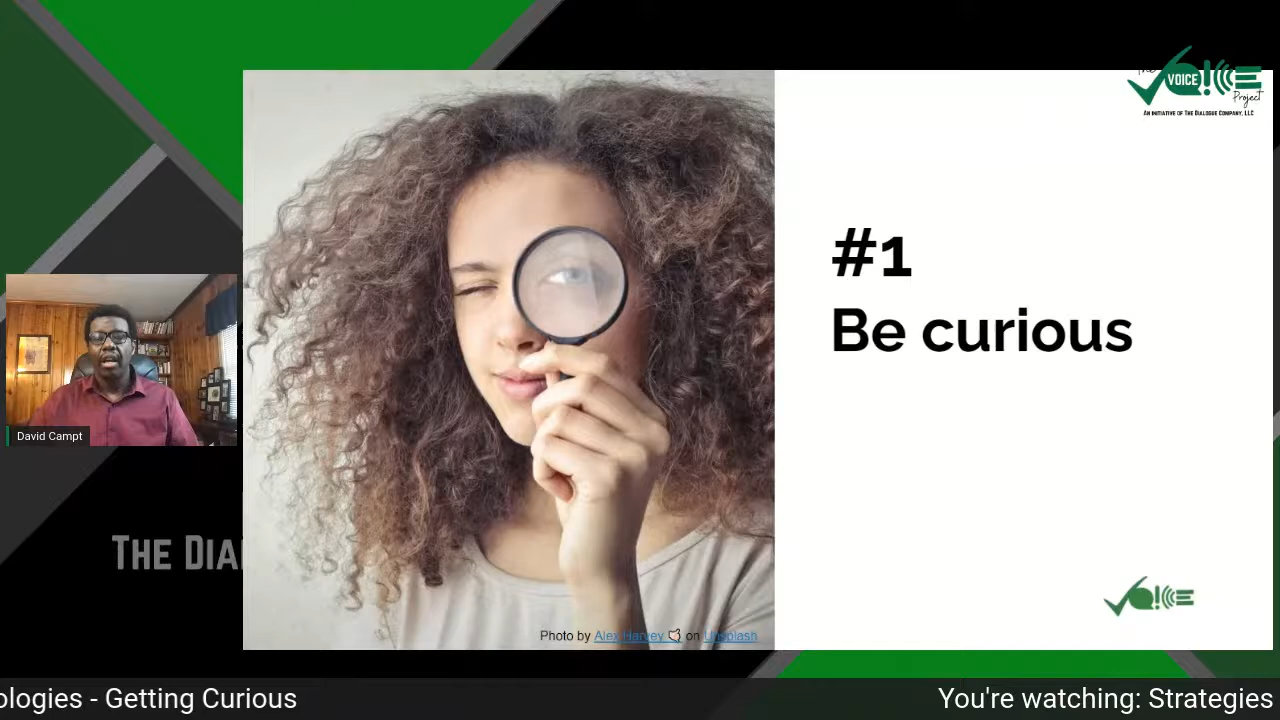 VOICE
Project
AN INITIATIVE OF THE DIALOGUE COMPANY, LLC
#1
Be curious
David Campt
THE DIA
Photo by Alex Harvey on Unsplash
ologies - Getting Curious
You're watching: Strategies